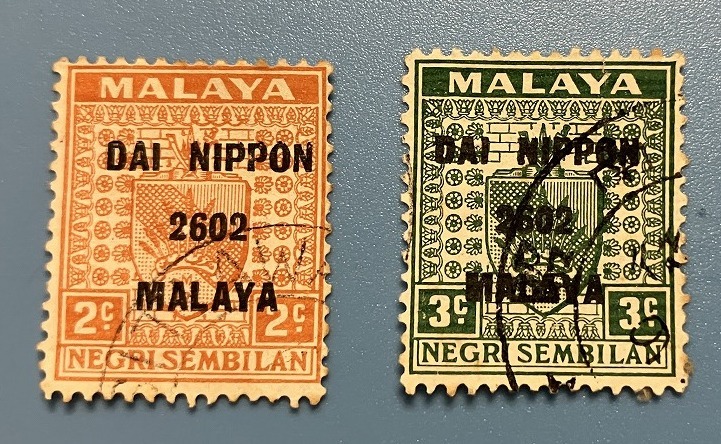 MALAYA
DAI NIPPON
2602
MALAYA
2c 2c
NEGRI SEMBILAN
MALAYA
DAI NIPPON
2602
MALAYA
3c 3c
NEGRI SEMBILAN